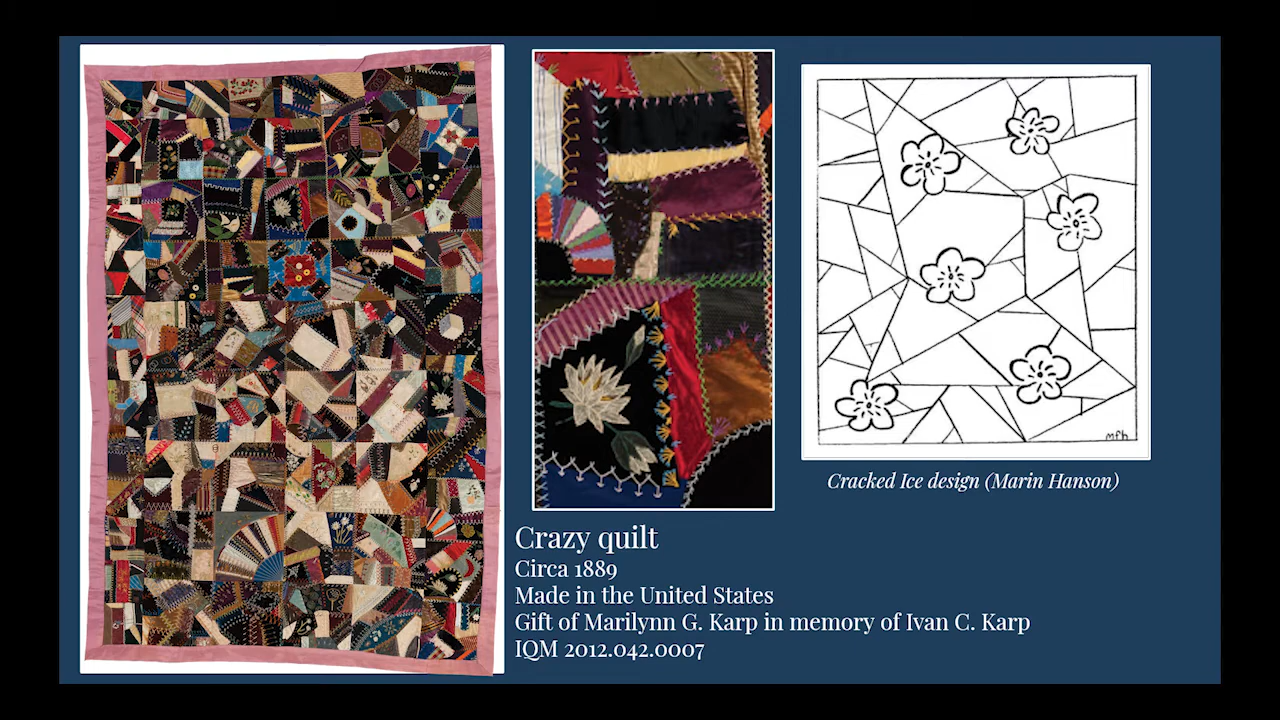 mfh
Cracked Ice design (Marin Hanson)
Crazy quilt
Circa 1889
Made in the United States
Gift of Marilynn G. Karp in memory of Ivan C. Karp
IQM 2012.042.0007